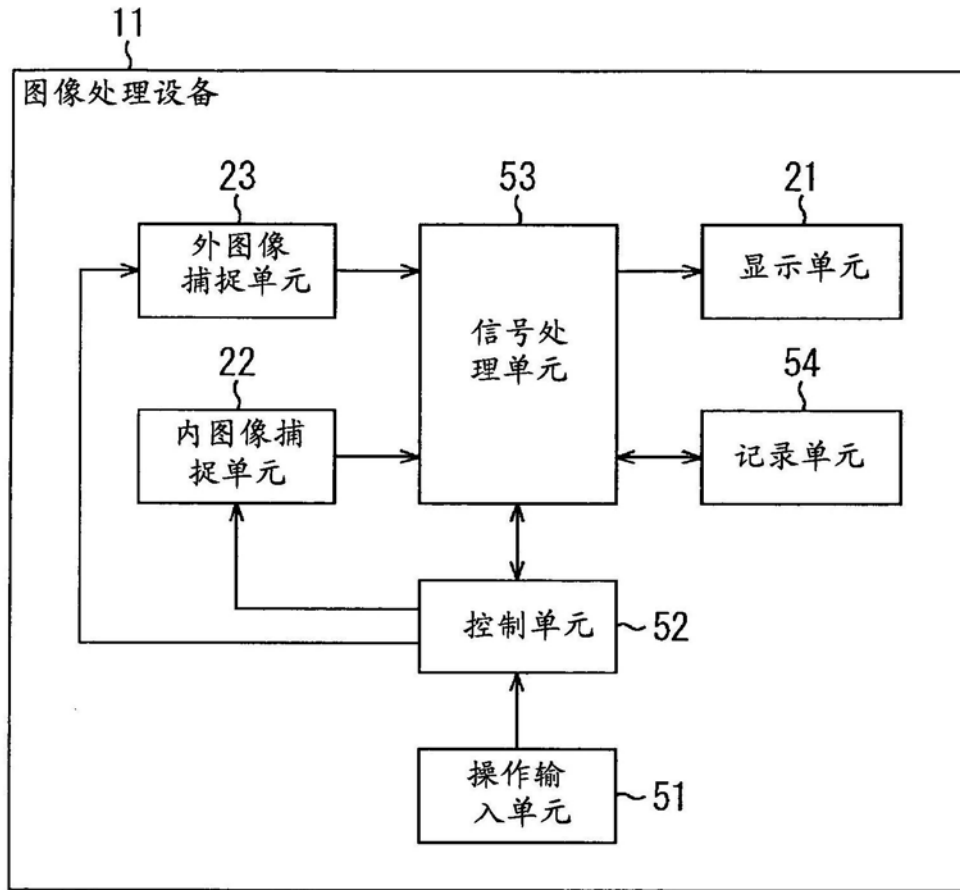 11
图像处理设备
23
53
21
外图像
捕捉单元
信号处
理单元
显示单元
22
54
内图像捕
捉单元
记录单元
控制单元
52
操作输
入单元
51